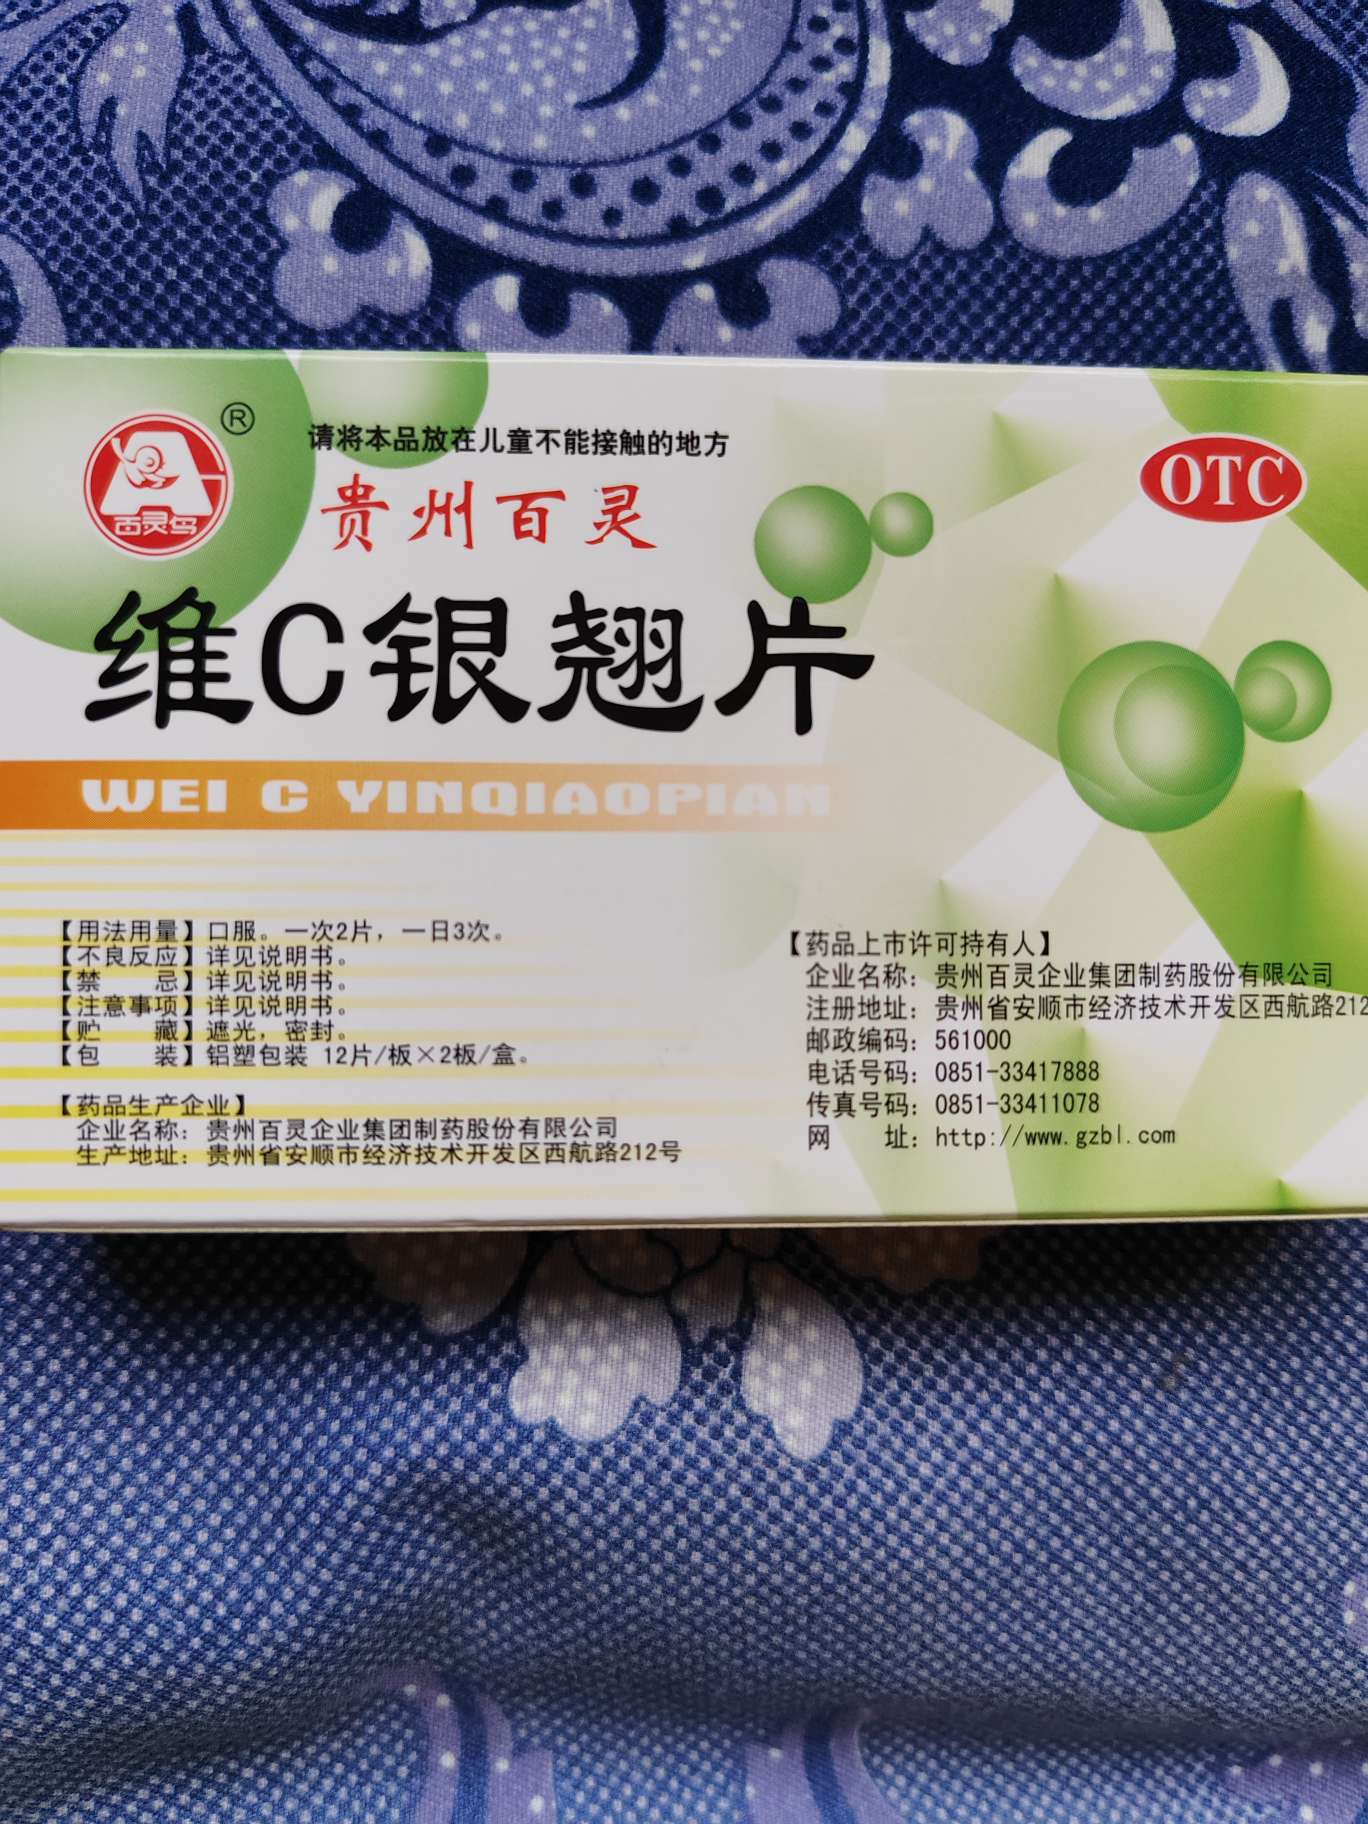 ®
百灵鸟
请将本品放在儿童不能接触的地方
OTC
贵州百灵
维C银翘片
WEI C YINQIAOPIAN
【用法用量】口服。一次2片，一日3次。
【不良反应】详见说明书。
【禁　　忌】详见说明书。
【注意事项】详见说明书。
【贮　　藏】遮光，密封。
【包　　装】铝塑包装 12片/板×2板/盒。
【药品生产企业】
企业名称：贵州百灵企业集团制药股份有限公司
生产地址：贵州省安顺市经济技术开发区西航路212号
【药品上市许可持有人】
企业名称：贵州百灵企业集团制药股份有限公司
注册地址：贵州省安顺市经济技术开发区西航路212
邮政编码：561000
电话号码：0851-33417888
传真号码：0851-33411078
网　　址：http://www.gzbl.com